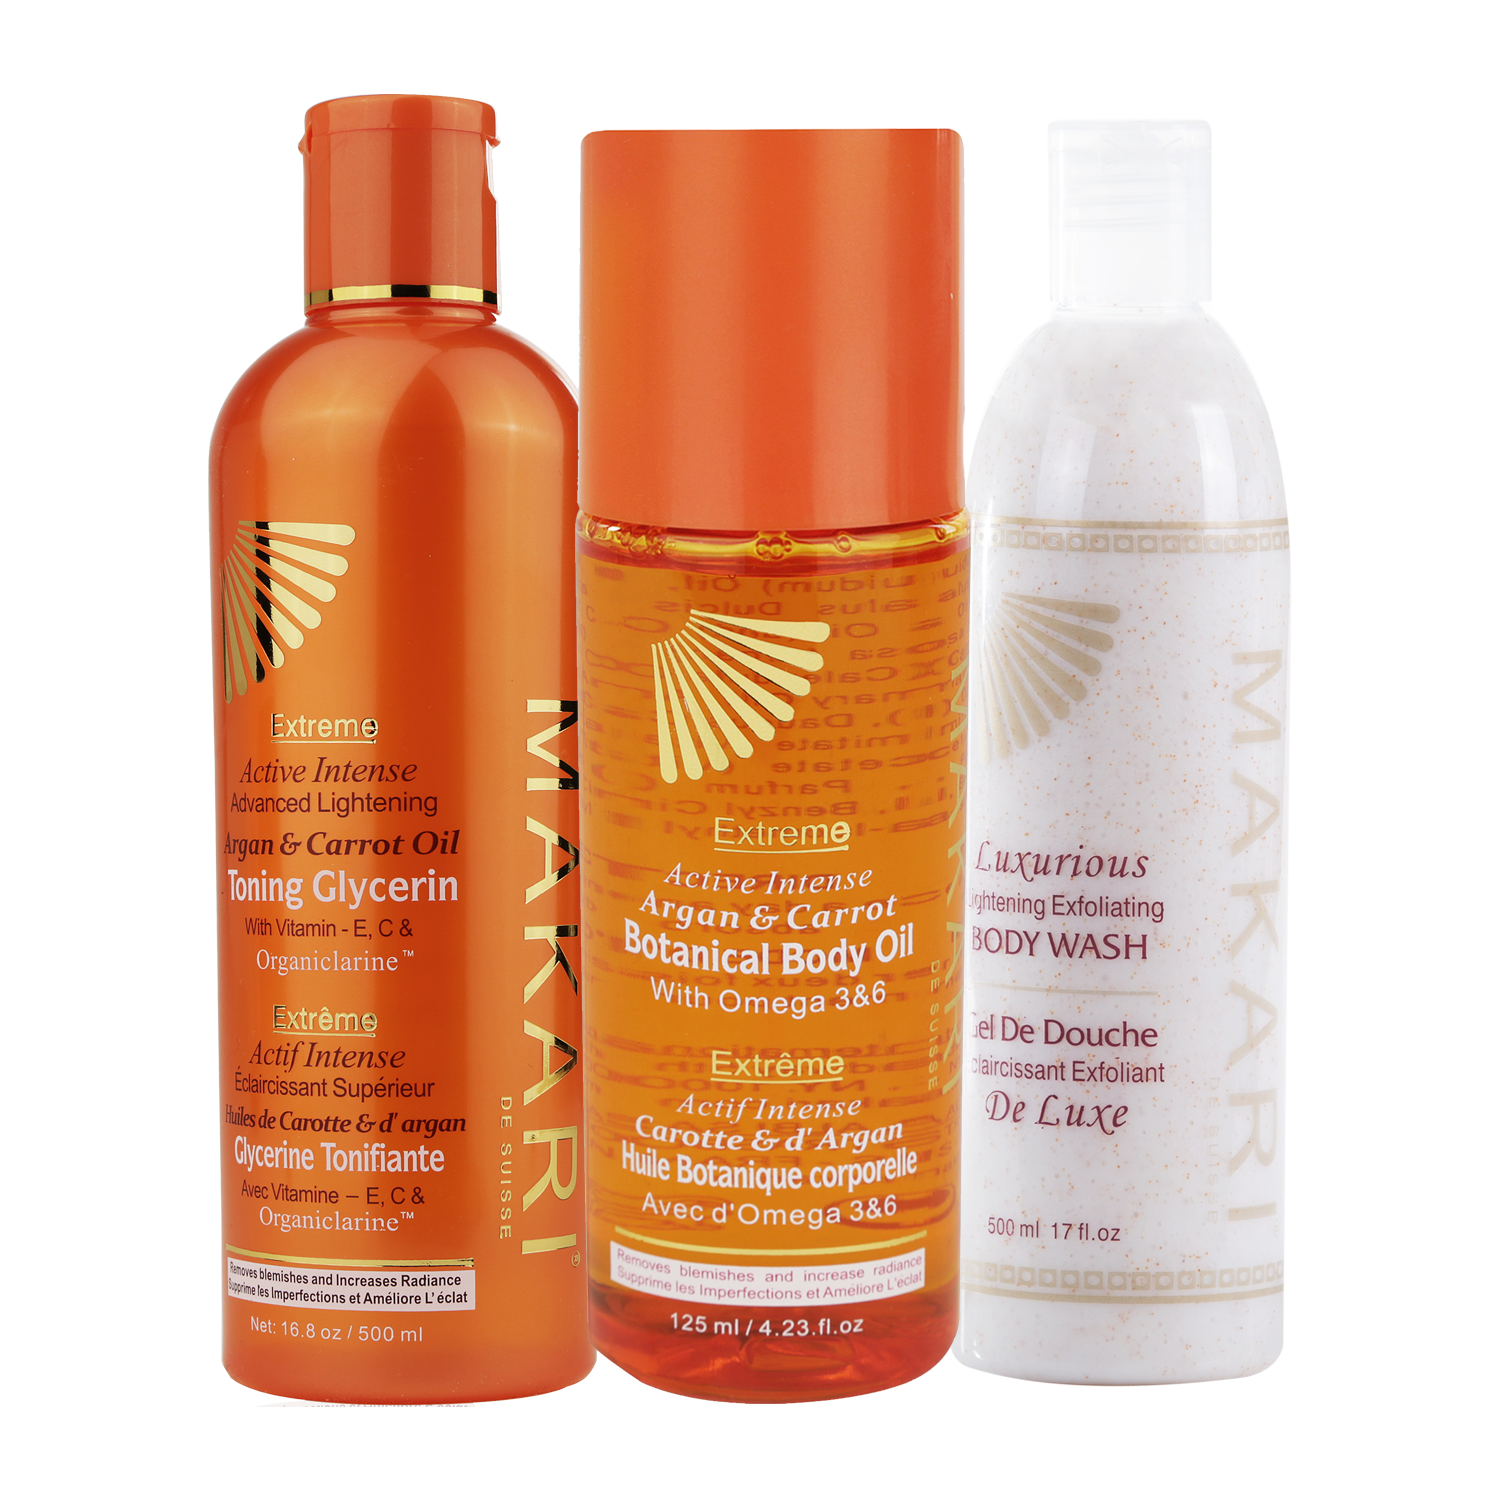 Extreme
Active Intense
Advanced Lightening
Argan & Carrot Oil
Toning Glycerin
With Vitamin - E, C &
Organiclarine™
Extrême
Actif Intense
Éclaircissant Supérieur
Huiles de Carotte & d' argan
Glycerine Tonifiante
Avec Vitamine – E, C &
Organiclarine™
Removes blemishes and Increases Radiance
Supprime les Imperfections et Améliore L' éclat
Net: 16.8 oz / 500 ml
MAKARI®
DE SUISSE
Extreme
Active Intense
Argan & Carrot
Botanical Body Oil
With Omega 3&6
Extrême
Actif Intense
Carotte & d' Argan
Huile Botanique corporelle
Avec d'Omega 3&6
Removes blemishes and increase radiance
Supprime les Imperfections et Améliore L'éclat
125 ml / 4.23.fl.oz
MAKARI
DE SUISSE
Luxurious
Lightening Exfoliating
BODY WASH
Gel De Douche
Eclaircissant Exfoliant
De Luxe
500 ml 17 fl.oz
MAKARI
DE SUISSE